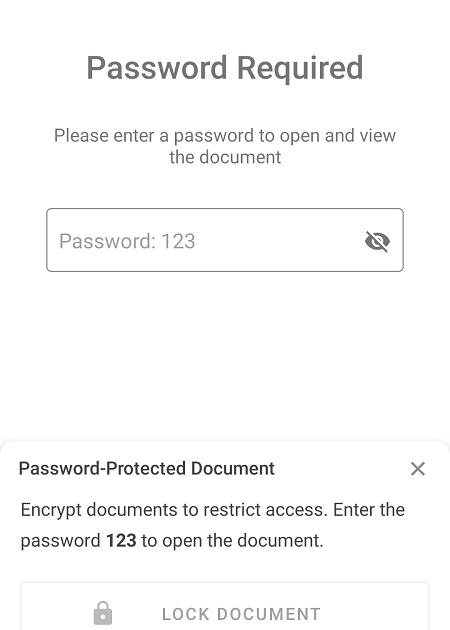 Password Required
Please enter a password to open and view
the document
Password: 123
Password-Protected Document
Encrypt documents to restrict access. Enter the
password 123 to open the document.
LOCK DOCUMENT